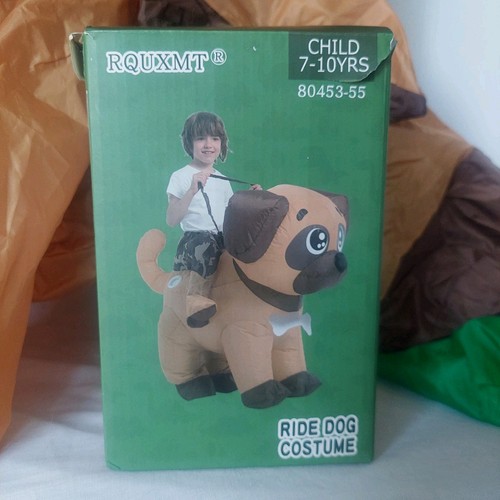 RQUXMT®
CHILD
7-10YRS
80453-55
RIDE DOG
COSTUME